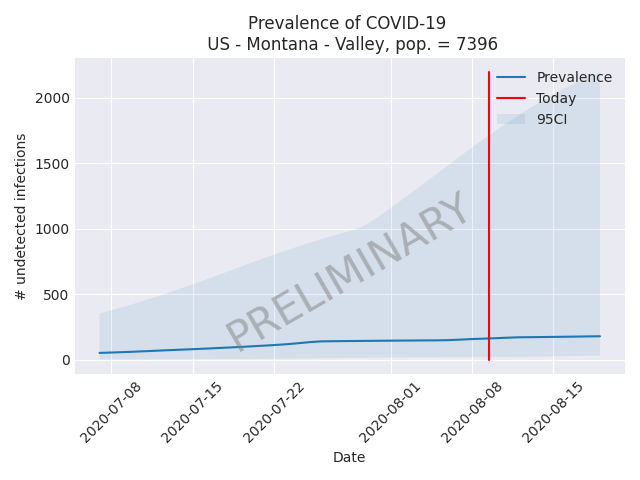 Prevalence of COVID-19
US - Montana - Valley, pop. = 7396
Prevalence
Today
95CI
PRELIMINARY
# undetected infections
2000
1500
1000
500
0
2020-07-08
2020-07-15
2020-07-22
2020-08-01
2020-08-08
2020-08-15
Date